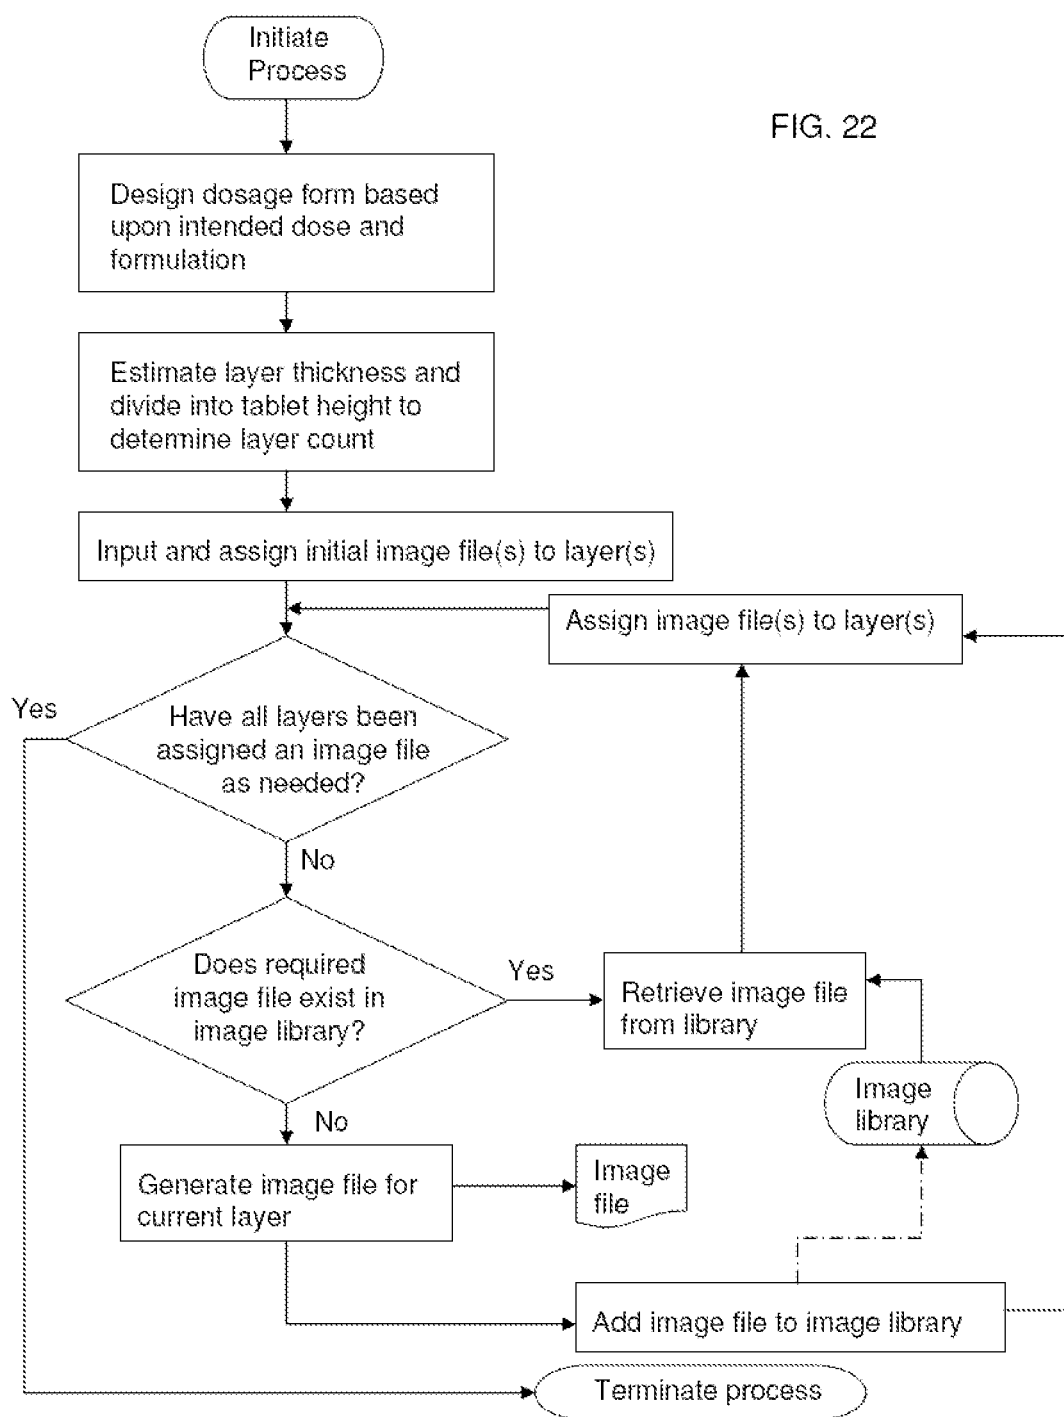 Initiate
Process
FIG. 22
Design dosage form based
upon intended dose and
formulation
Estimate layer thickness and
divide into tablet height to
determine layer count
Input and assign initial image file(s) to layer(s)
Assign image file(s) to layer(s)
Yes
Have all layers been
assigned an image file
as needed?
No
Does required
image file exist in
image library?
Yes
Retrieve image file
from library
Image
library
No
Generate image file for
current layer
Image
file
Add image file to image library
Terminate process